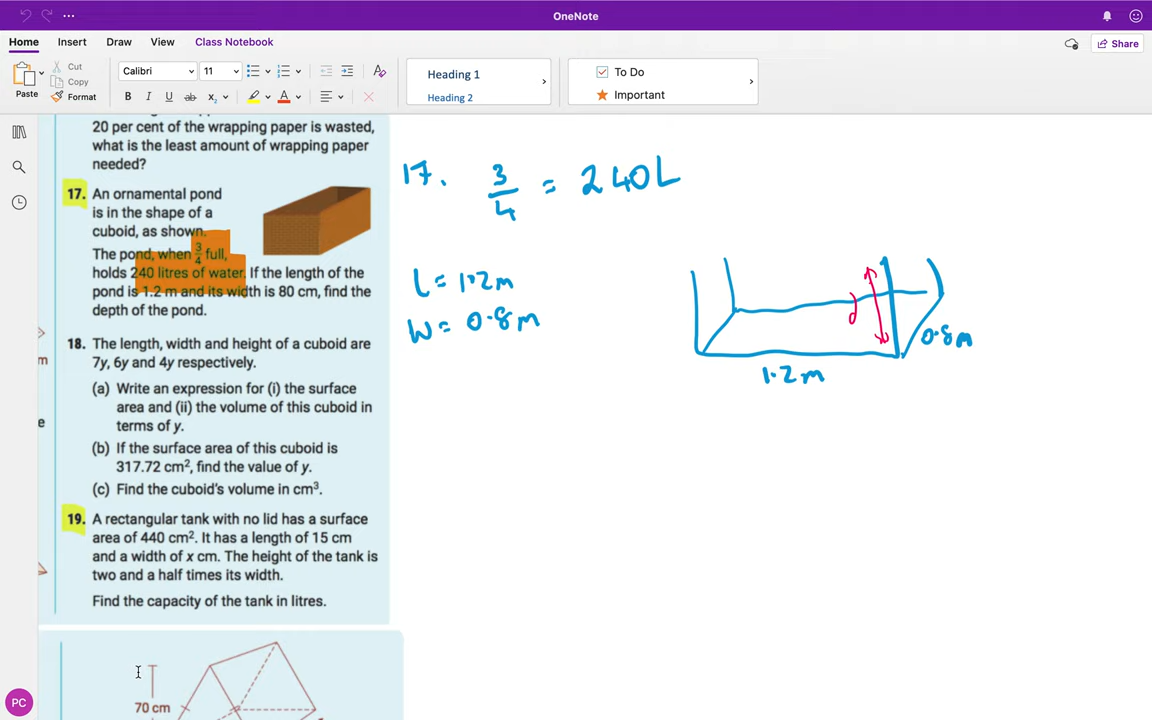 OneNote
Home Insert Draw View Class Notebook
Share
Paste
Cut
Copy
Format
Calibri 11
B I U ab x₂ A
Heading 1
Heading 2
To Do
Important
20 per cent of the wrapping paper is wasted,
what is the least amount of wrapping paper
needed?
17. An ornamental pond
is in the shape of a
cuboid, as shown.
The pond, when 3/4 full,
holds 240 litres of water. If the length of the
pond is 1.2 m and its width is 80 cm, find the
depth of the pond.
18. The length, width and height of a cuboid are
7y, 6y and 4y respectively.
(a) Write an expression for (i) the surface
area and (ii) the volume of this cuboid in
terms of y.
(b) If the surface area of this cuboid is
317.72 cm², find the value of y.
(c) Find the cuboid's volume in cm³.
19. A rectangular tank with no lid has a surface
area of 440 cm². It has a length of 15 cm
and a width of x cm. The height of the tank is
two and a half times its width.
Find the capacity of the tank in litres.
m
e
70 cm
PC
17. 3/4 = 240L
L = 1.2m
W = 0.8m
d
0.8m
1.2m